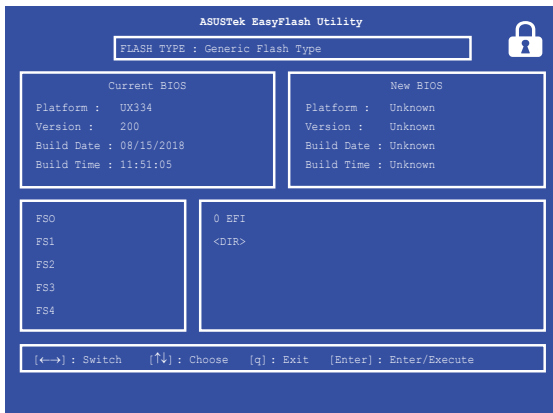 ASUSTek EasyFlash Utility
FLASH TYPE : Generic Flash Type
Current BIOS
Platform : UX334
Version : 200
Build Date : 08/15/2018
Build Time : 11:51:05
New BIOS
Platform : Unknown
Version : Unknown
Build Date : Unknown
Build Time : Unknown
FS0
FS1
FS2
FS3
FS4
0 EFI
<DIR>
[←→] : Switch [↑↓] : Choose [q] : Exit [Enter] : Enter/Execute